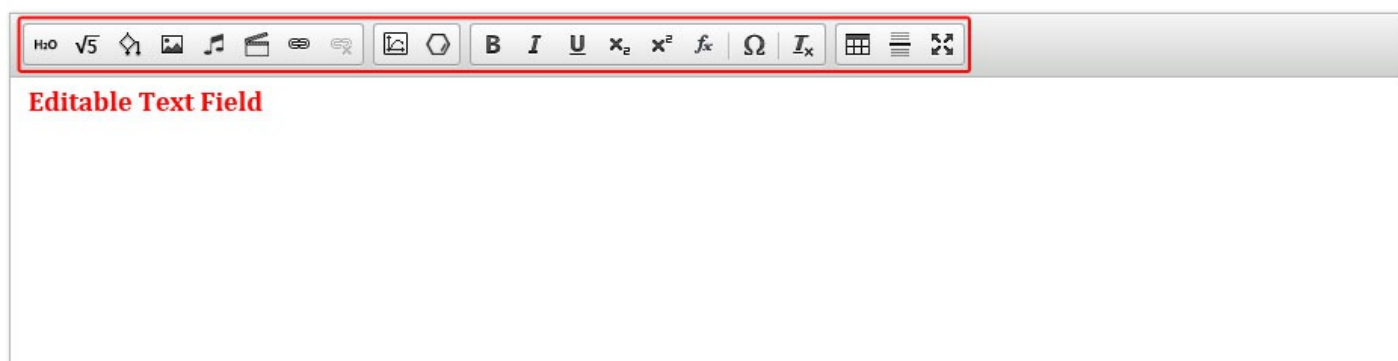 H₂O √5 B I U x₂ x² fx Ω Ix
Editable Text Field